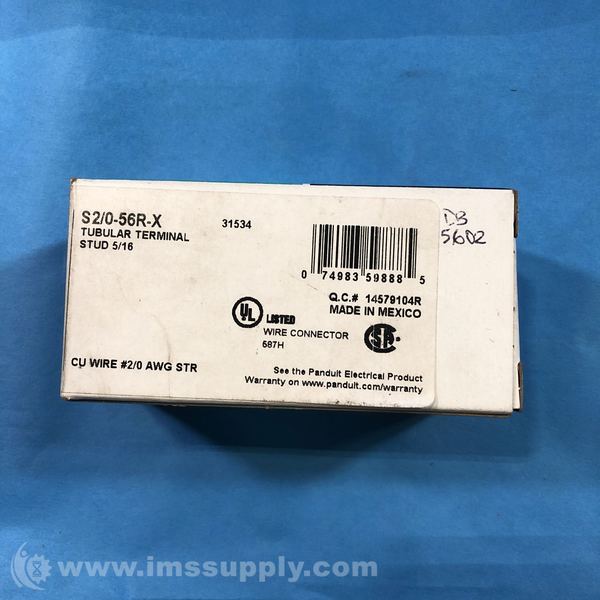 S2/0-56R-X
TUBULAR TERMINAL
STUD 5/16
31534
0 74983 59888 5
DB
5602
Q.C.# 14579104R
MADE IN MEXICO
UL LISTED
WIRE CONNECTOR
587H
SA
CU WIRE #2/0 AWG STR
See the Panduit Electrical Product
Warranty on www.panduit.com/warranty
www.imssupply.com/